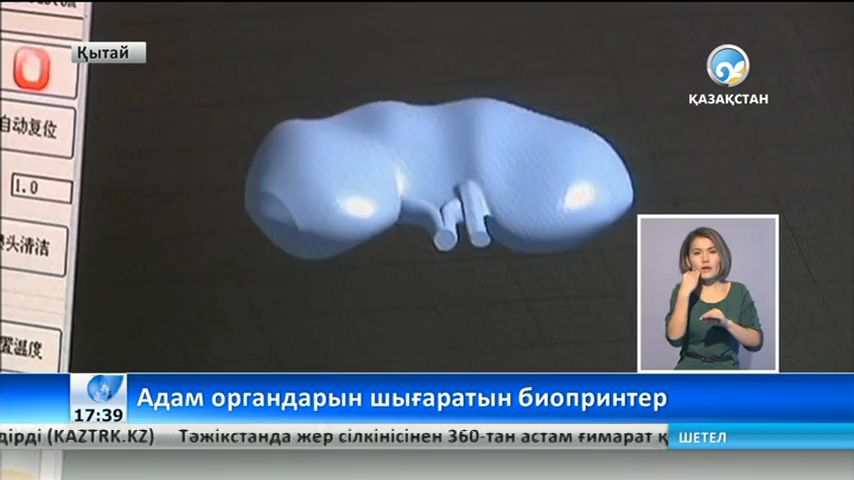 Қытай
ҚАЗАҚСТАН
自动复位
1.0
头清洁
置温度
17:39
Адам органдарын шығаратын биопринтер
дірді (KAZTRK.KZ) Тәжікстанда жер сілкінісінен 360-тан астам ғимарат қ
ШЕТЕЛ